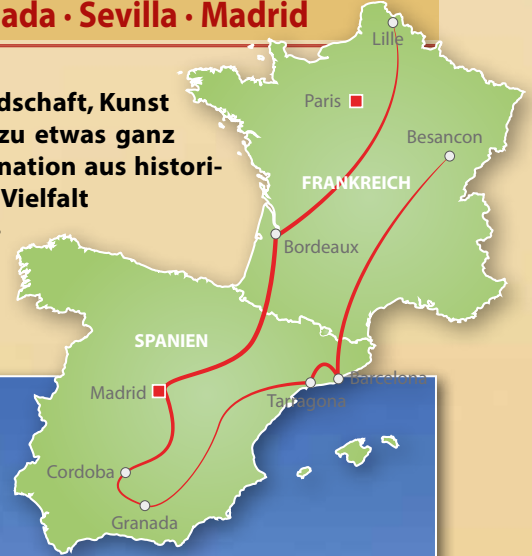 ada · Sevilla · Madrid
dschaft, Kunst
zu etwas ganz
nation aus histori-
Vielfalt
Lille
Paris
Besancon
FRANKREICH
Bordeaux
SPANIEN
Madrid
Barcelona
Tarragona
Cordoba
Granada